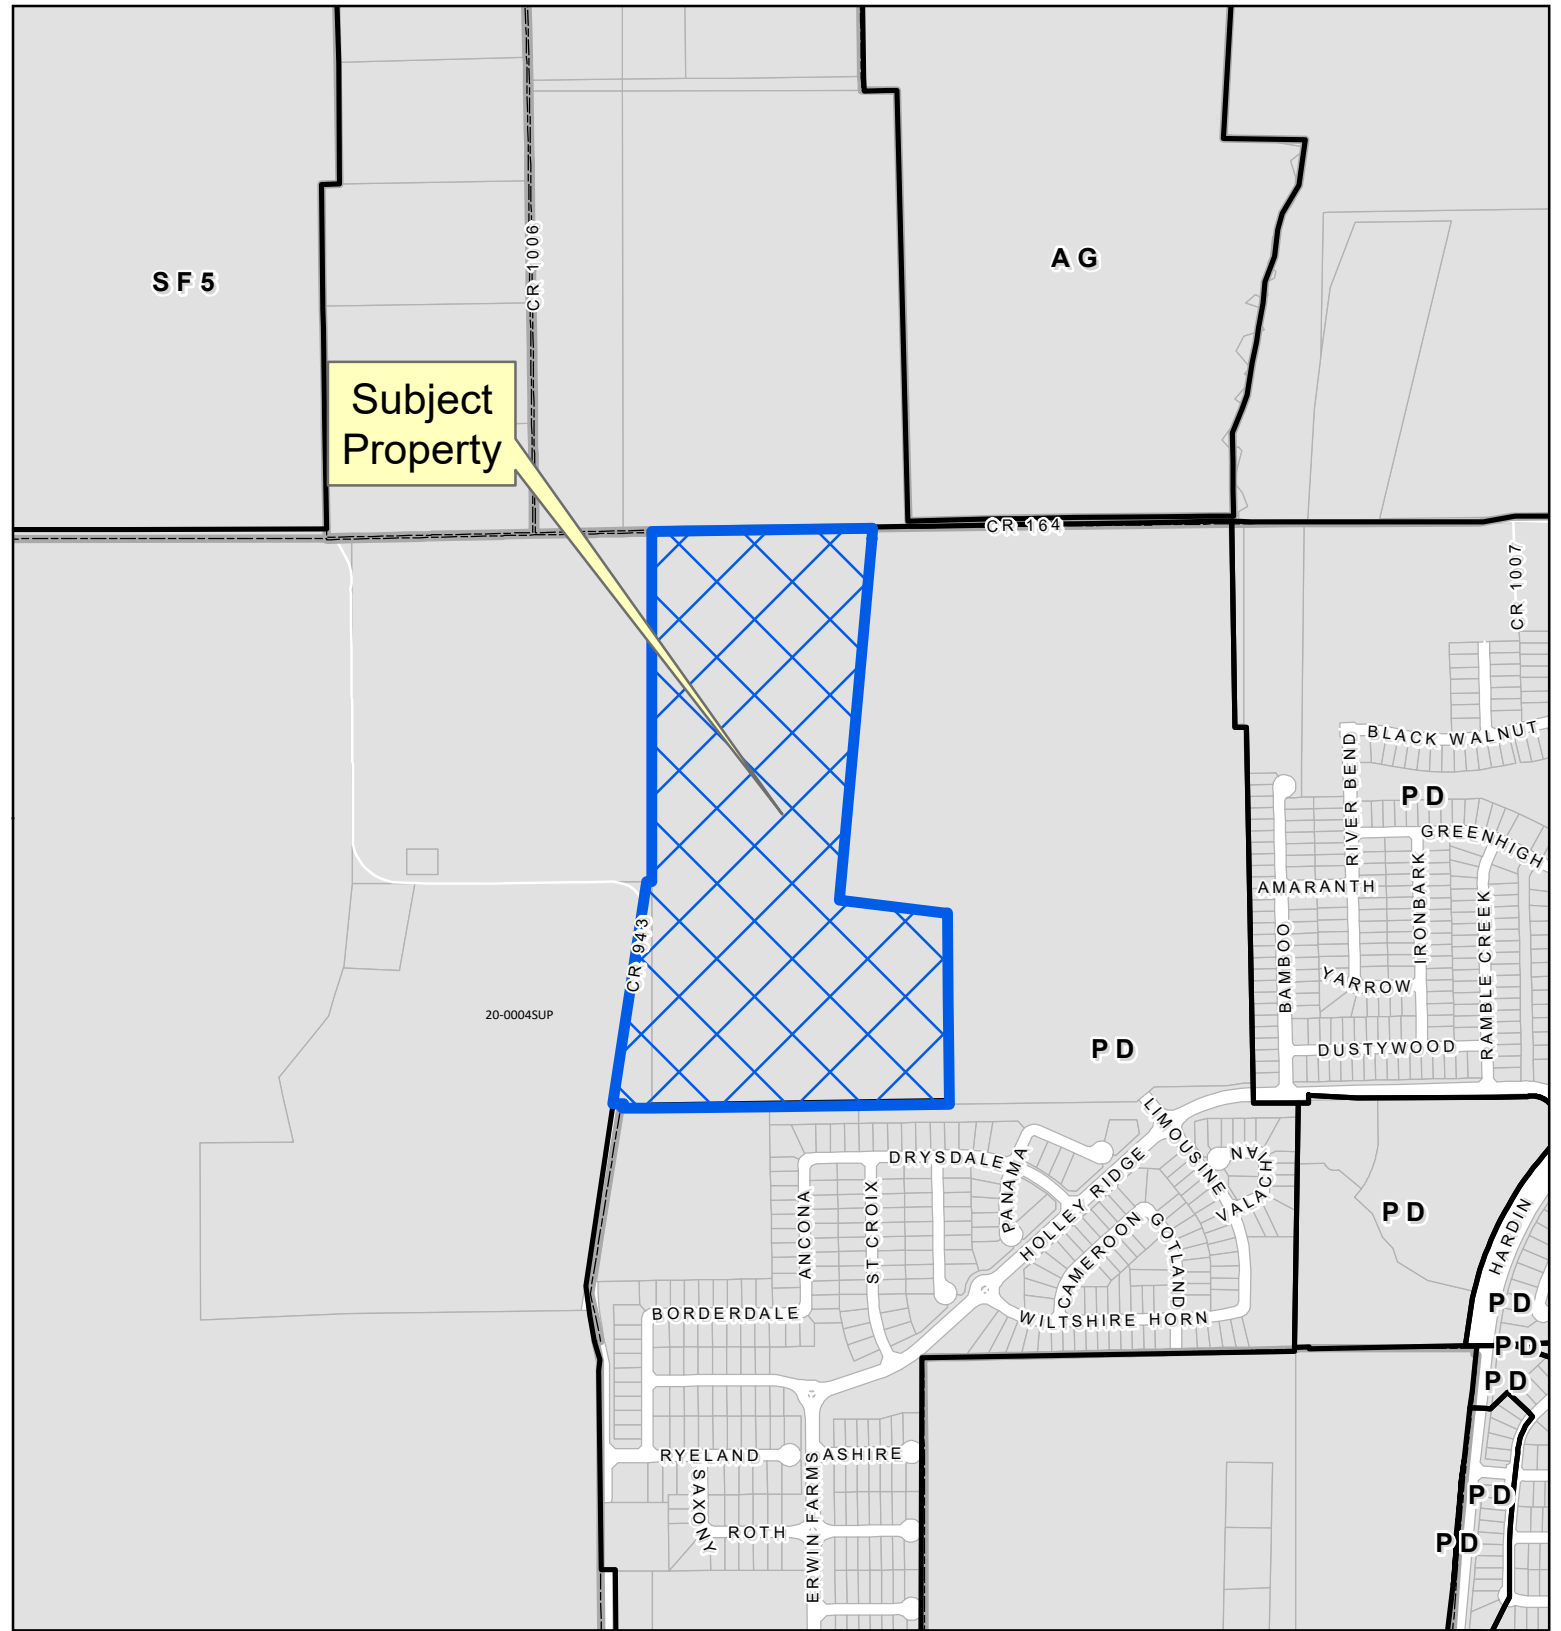 SF5
AG
CR 1006
Subject
Property
CR 164
CR 1007
BLACK WALNUT
RIVER BEND
PD
GREENHIGH
AMARANTH
IRONBARK
RAMBLE CREEK
BAMBOO
YARROW
DUSTYWOOD
CR 943
20-0004SUP
PD
LIMOUSINE
DRYSDALE
PANAMA
HOLLEY RIDGE
VALACHIAN
ANCONA
ST CROIX
CAMEROON
GOTLAND
PD
HARDIN
BORDERDALE
WILTSHIRE HORN
PD
PD
PD
RYELAND
ASHIRE
SAXONY
ROTH
ERWIN FARMS
PD
PD